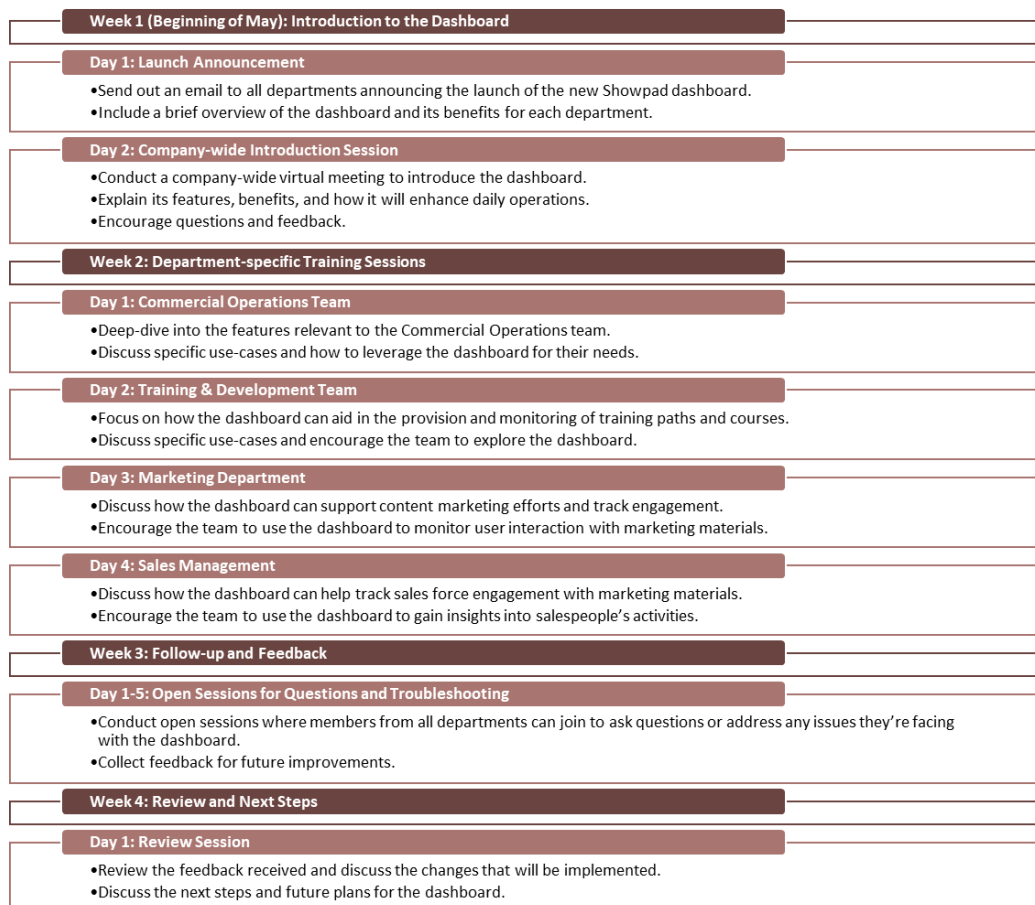 Week 1 (Beginning of May): Introduction to the Dashboard
Day 1: Launch Announcement
•Send out an email to all departments announcing the launch of the new Showpad dashboard.
•Include a brief overview of the dashboard and its benefits for each department.
Day 2: Company-wide Introduction Session
•Conduct a company-wide virtual meeting to introduce the dashboard.
•Explain its features, benefits, and how it will enhance daily operations.
•Encourage questions and feedback.
Week 2: Department-specific Training Sessions
Day 1: Commercial Operations Team
•Deep-dive into the features relevant to the Commercial Operations team.
•Discuss specific use-cases and how to leverage the dashboard for their needs.
Day 2: Training & Development Team
•Focus on how the dashboard can aid in the provision and monitoring of training paths and courses.
•Discuss specific use-cases and encourage the team to explore the dashboard.
Day 3: Marketing Department
•Discuss how the dashboard can support content marketing efforts and track engagement.
•Encourage the team to use the dashboard to monitor user interaction with marketing materials.
Day 4: Sales Management
•Discuss how the dashboard can help track sales force engagement with marketing materials.
•Encourage the team to use the dashboard to gain insights into salespeople’s activities.
Week 3: Follow-up and Feedback
Day 1-5: Open Sessions for Questions and Troubleshooting
•Conduct open sessions where members from all departments can join to ask questions or address any issues they’re facing
with the dashboard.
•Collect feedback for future improvements.
Week 4: Review and Next Steps
Day 1: Review Session
•Review the feedback received and discuss the changes that will be implemented.
•Discuss the next steps and future plans for the dashboard.